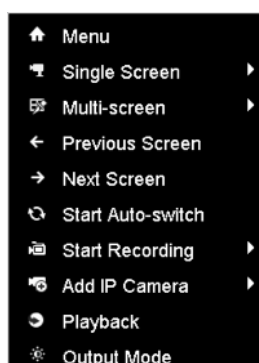 Menu
Single Screen
Multi-screen
Previous Screen
Next Screen
Start Auto-switch
Start Recording
Add IP Camera
Playback
Output Mode